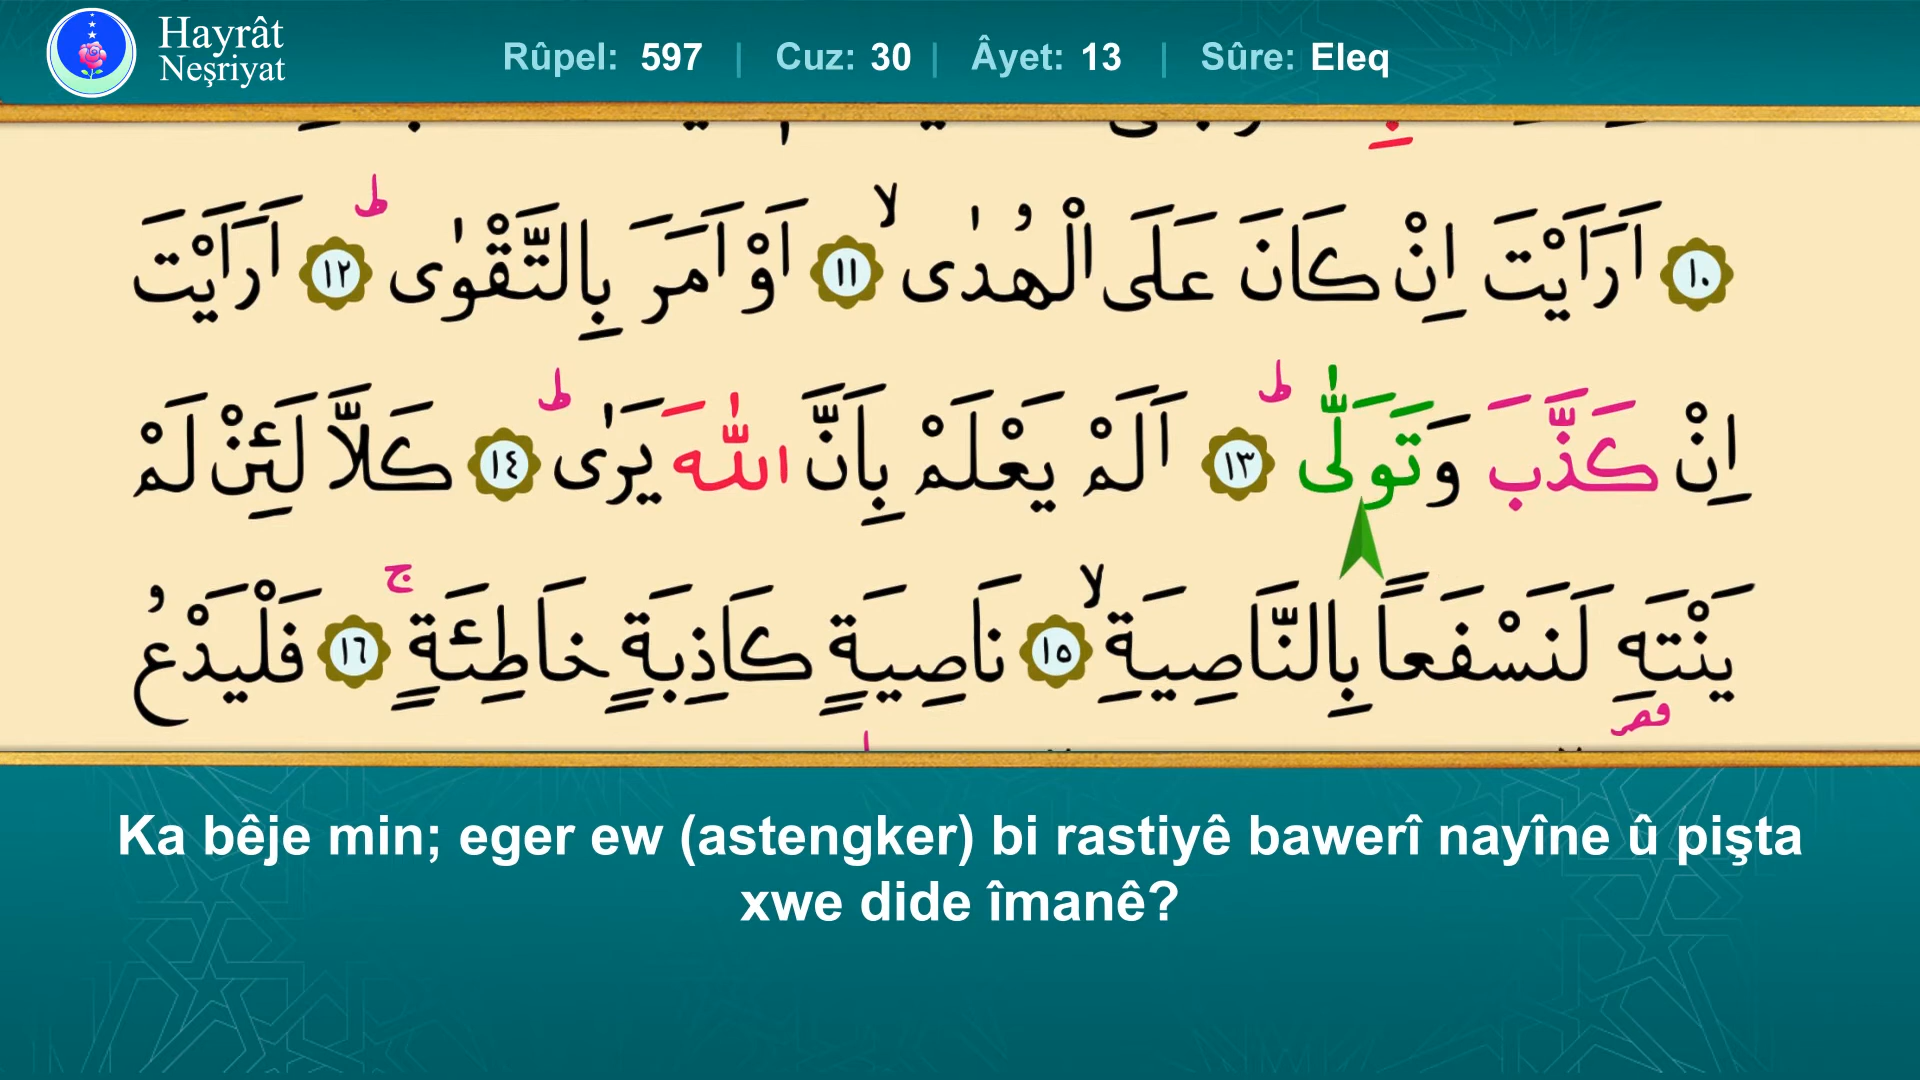 Hayrât
Neşriyat
Rûpel: 597 | Cuz: 30 | Âyet: 13 | Sûre: Eleq
١٠ اَرَاَيْتَ اِنْ كَانَ عَلَى الْهُدٰىۙ ١١ اَوْ اَمَرَ بِالتَّقْوٰىۜ ١٢ اَرَاَيْتَ
اِنْ كَذَّبَ وَتَوَلّٰىۜ ١٣ اَلَمْ يَعْلَمْ بِاَنَّ اللّٰهَ يَرٰىۜ ١٤ كَلَّا لَئِنْ لَمْ
يَنْتَهِ لَنَسْفَعاً بِالنَّاصِيَةِۙ ١٥ نَاصِيَةٍ كَاذِبَةٍ خَاطِئَةٍۚ ١٦ فَلْيَدْعُ
Ka bêje min; eger ew (astengker) bi rastiyê bawerî nayîne û pişta
xwe dide îmanê?